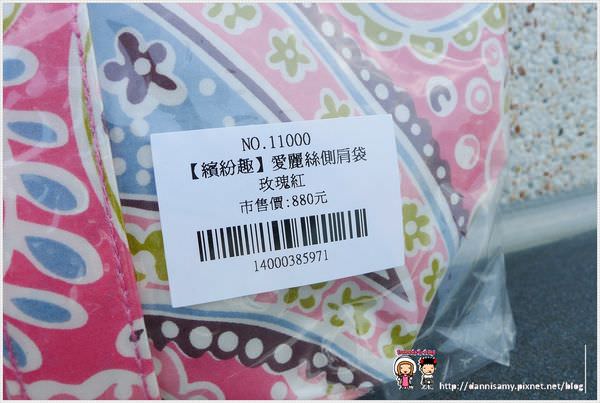 NO.11000
【繽紛趣】愛麗絲側肩袋
玫瑰紅
市售價:880元
14000385971
http://dannisamy.pixnet.net/blog